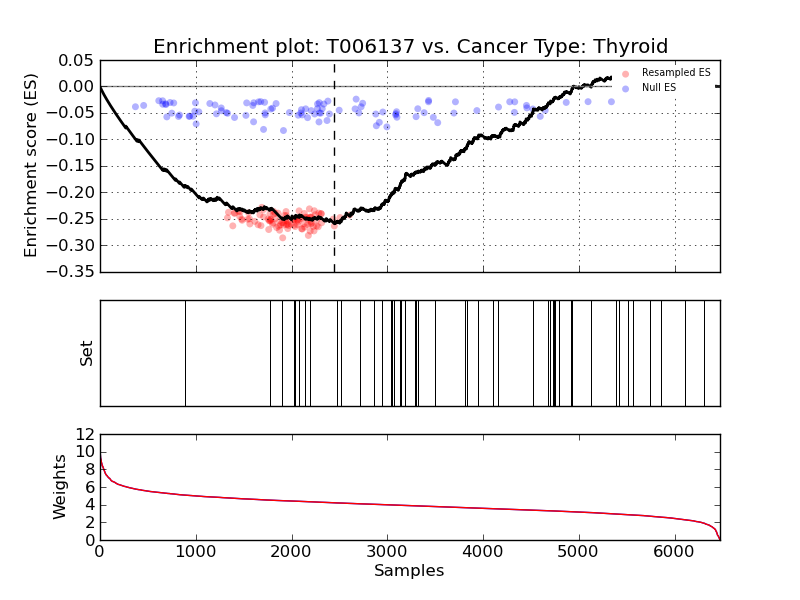 Enrichment plot: T006137 vs. Cancer Type: Thyroid
Enrichment score (ES)
0.05
0.00
−0.05
−0.10
−0.15
−0.20
−0.25
−0.30
−0.35
Resampled ES
Null ES
Set
Weights
12
10
8
6
4
2
0
0 1000 2000 3000 4000 5000 6000
Samples